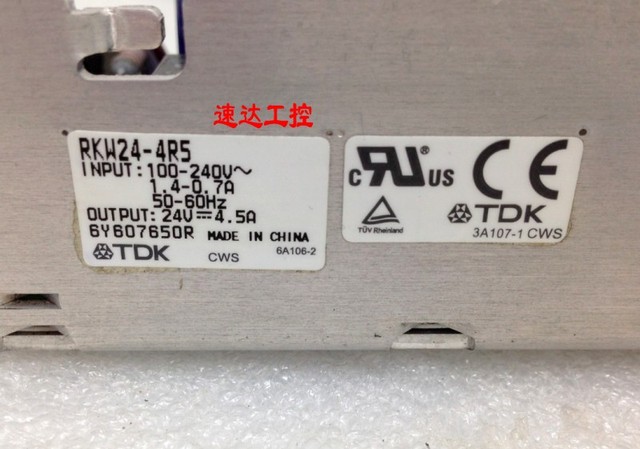 速达工控
RKW24-4R5
INPUT:100-240V~
1.4-0.7A
50-60Hz
OUTPUT:24V⎓4.5A
6Y607650R MADE IN CHINA
TDK CWS 6A106-2
c RU® US CE
TÜV Rheinland
TDK
3A107-1 CWS